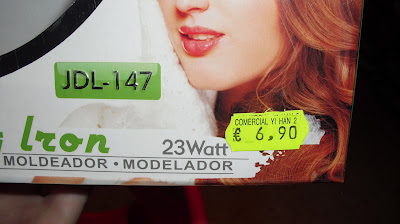 JDL-147
COMERCIAL YI HAN 2
€ 6,90
Iron
23Watt
MOLDEADOR • MODELADOR